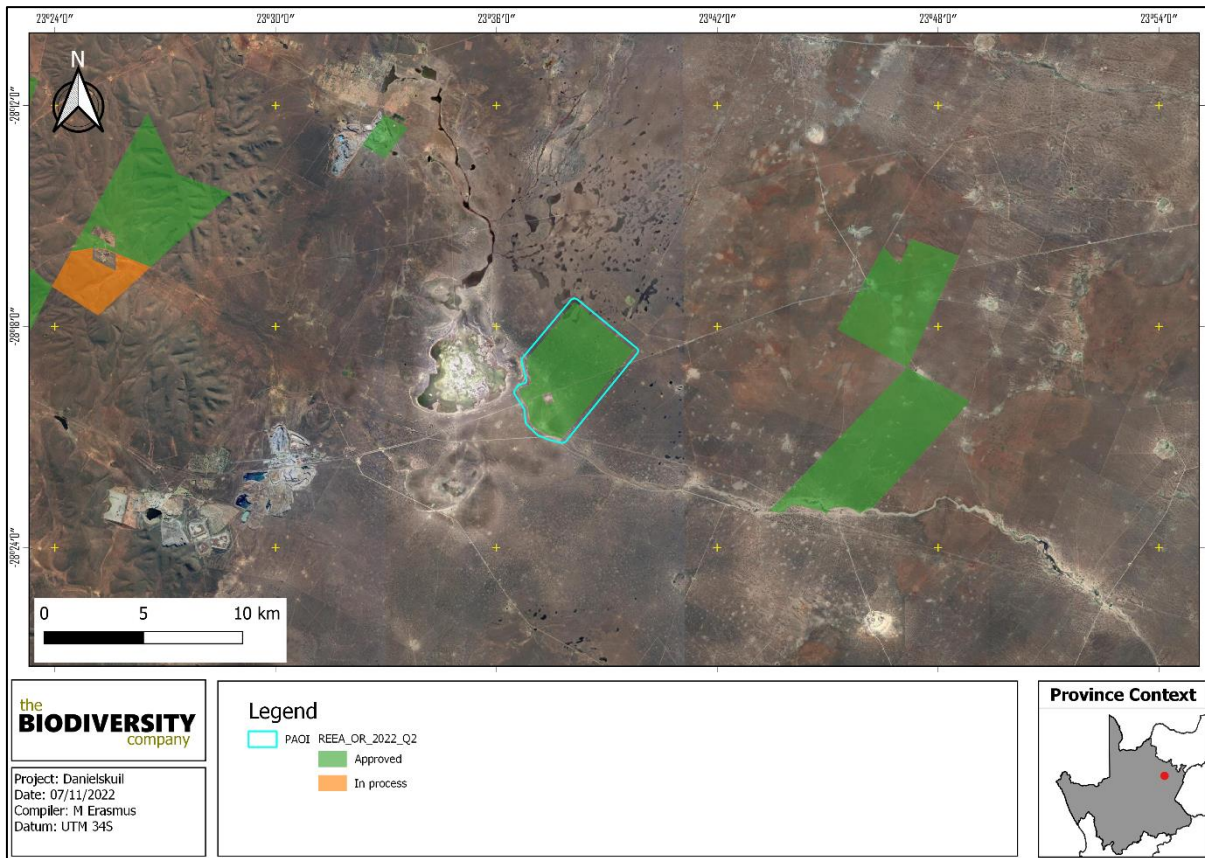 23°24'0" 23°30'0" 23°36'0" 23°42'0" 23°48'0" 23°54'0"
N
-28°12'0"
-28°18'0"
-28°24'0"
0 5 10 km
the
BIODIVERSITY
company
Project: Danielskuil
Date: 07/11/2022
Compiler: M Erasmus
Datum: UTM 34S
Legend
PAOI REEA_OR_2022_Q2
Approved
In process
Province Context